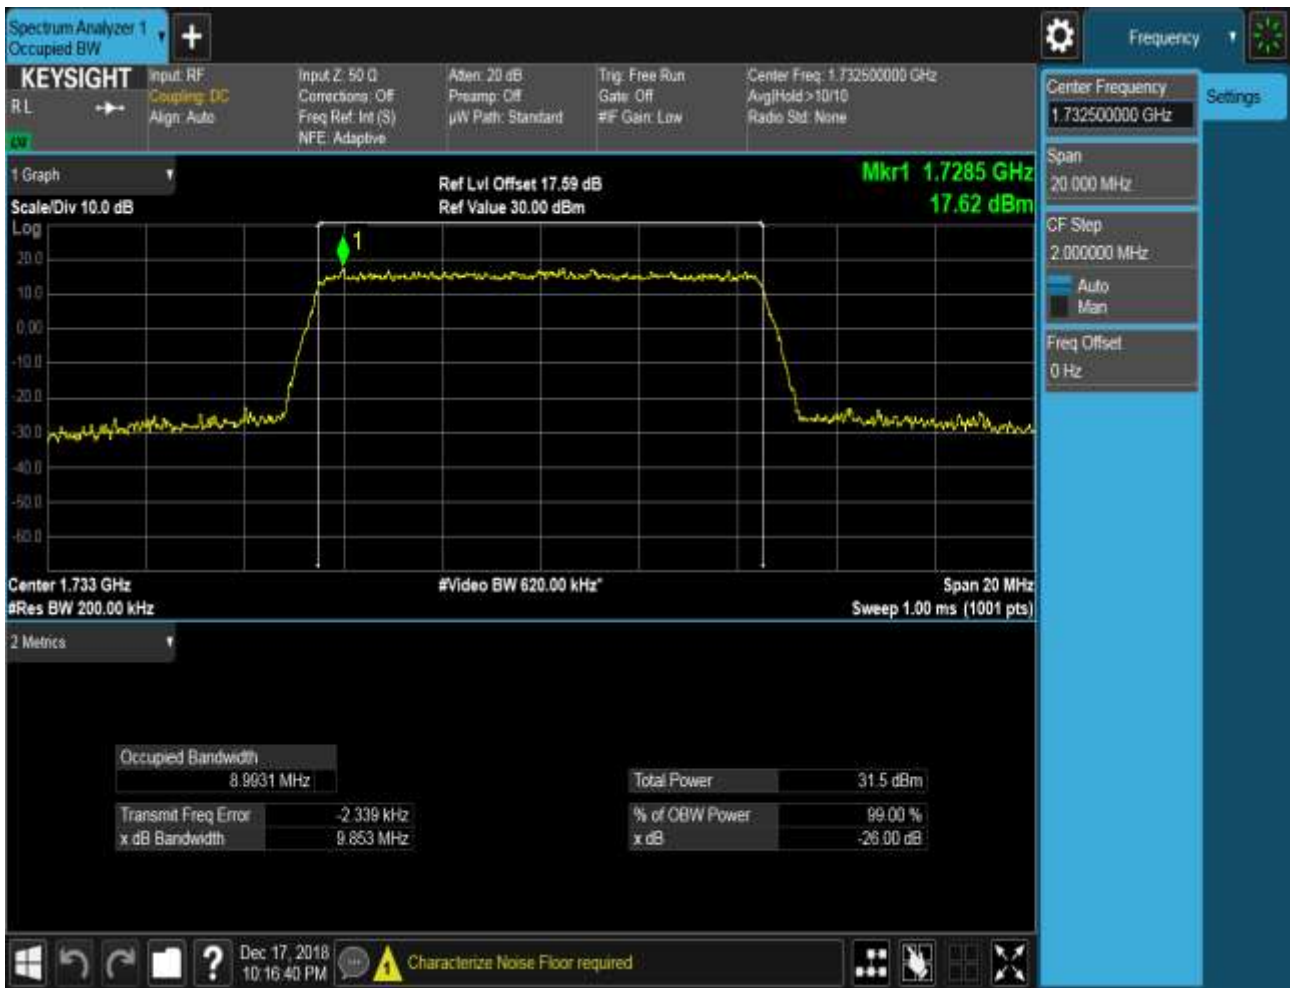 Spectrum Analyzer 1
Occupied BW
Frequency
KEYSIGHT
R L
Input: RF
Coupling: DC
Align: Auto
Input Z: 50 Ω
Corrections: Off
Freq Ref: Int (S)
NFE: Adaptive
Atten: 20 dB
Preamp: Off
µW Path: Standard
Trig: Free Run
Gate: Off
#IF Gain: Low
Center Freq: 1.732500000 GHz
Avg|Hold:>10/10
Radio Std: None
Center Frequency
1.732500000 GHz
Settings
Span
20.000 MHz
CF Step
2.000000 MHz
Auto
Man
Freq Offset
0 Hz
1 Graph
Scale/Div 10.0 dB
Ref Lvl Offset 17.59 dB
Ref Value 30.00 dBm
Mkr1 1.7285 GHz
17.62 dBm
Log
1
20.0
10.0
0.00
-10.0
-20.0
-30.0
-40.0
-50.0
-60.0
Center 1.733 GHz
#Video BW 620.00 kHz*
Span 20 MHz
#Res BW 200.00 kHz
Sweep 1.00 ms (1001 pts)
2 Metrics
Occupied Bandwidth
8.9931 MHz
Total Power 31.5 dBm
Transmit Freq Error -2.339 kHz
% of OBW Power 99.00 %
x dB Bandwidth 9.853 MHz
x dB -26.00 dB
?
Dec 17, 2018
10:16:40 PM
1
Characterize Noise Floor required